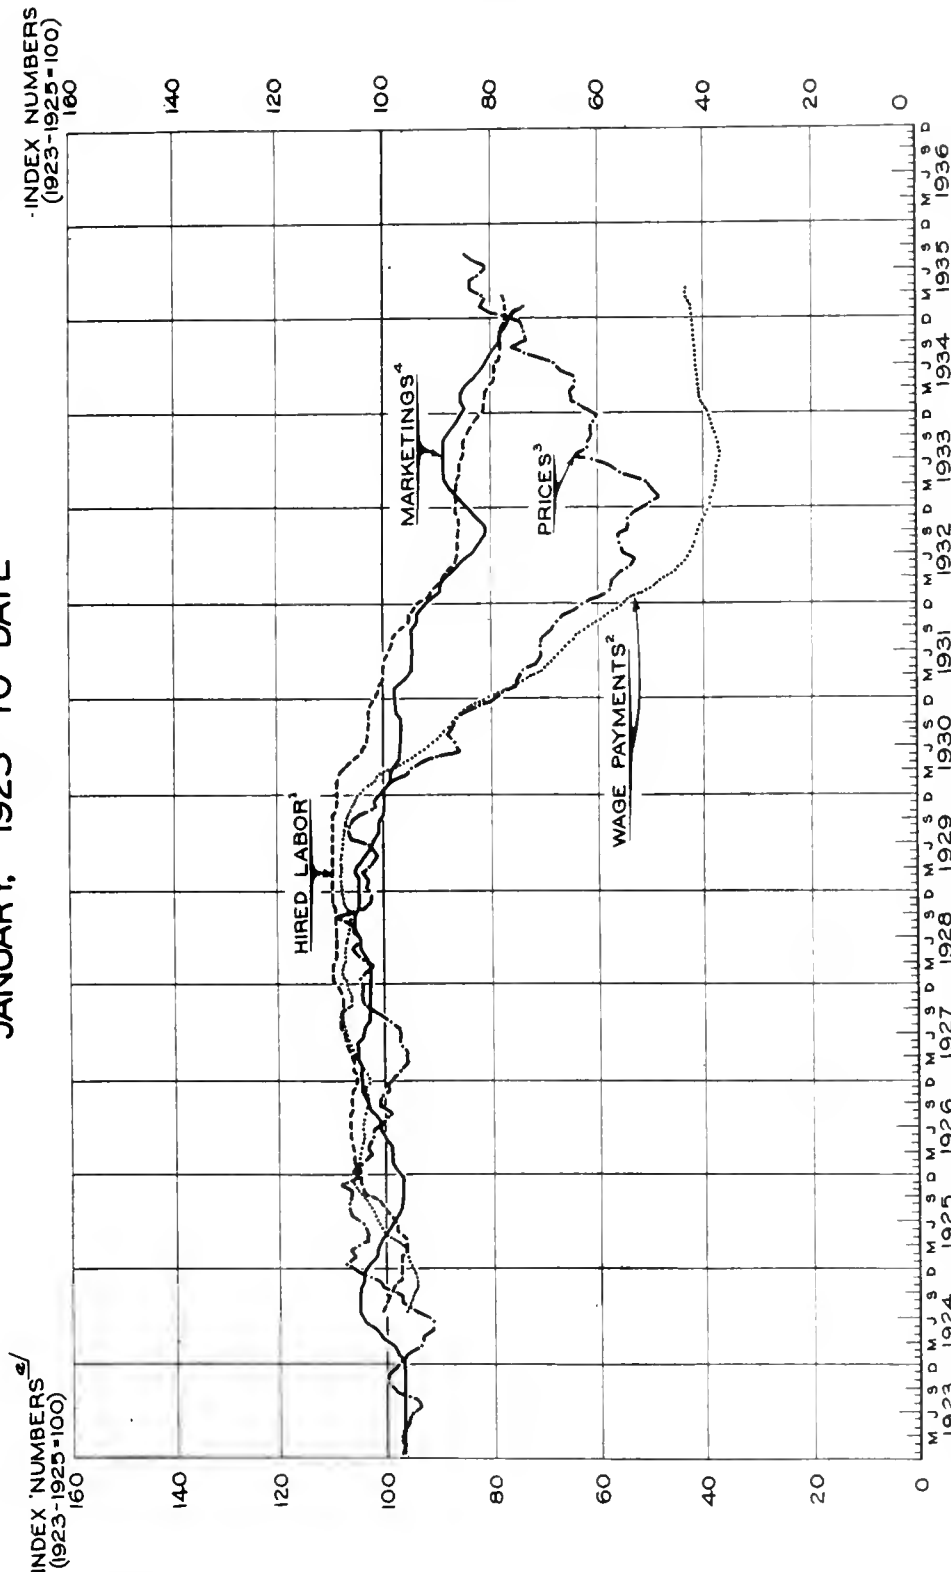 JANUARY, 1923 TO DATE
INDEX NUMBERS a/
(1923-1925=100)
INDEX NUMBERS
(1923-1925=100)
160
140
120
100
80
60
40
20
0
160
140
120
100
80
60
40
20
0
HIRED LABOR¹
MARKETINGS⁴
PRICES³
WAGE PAYMENTS²
M J S D M J S D M J S D M J S D M J S D M J S D M J S D M J S D M J S D M J S D M J S D M J S D M J S D M J S D
1923 1924 1925 1926 1927 1928 1929 1930 1931 1932 1933 1934 1935 1936